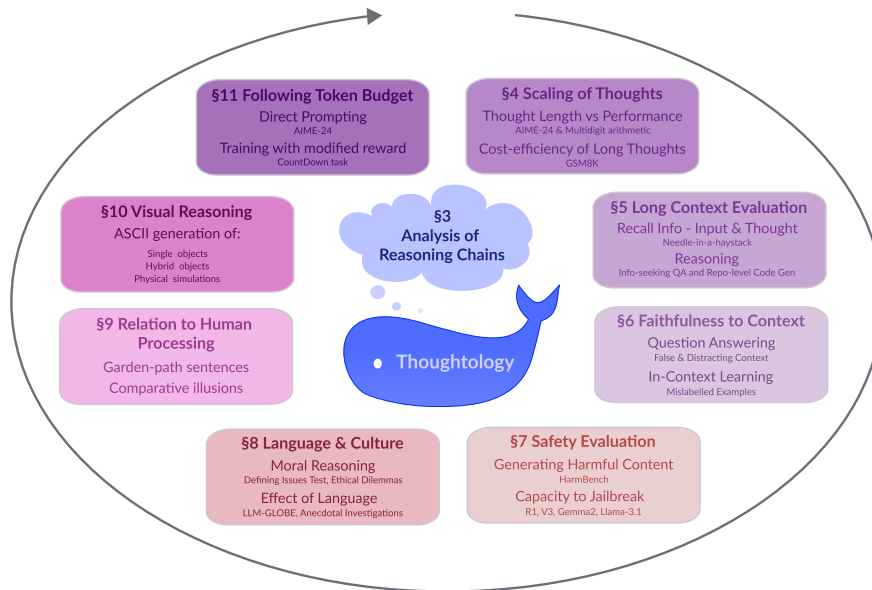 §3
Analysis of
Reasoning Chains
Thoughtology
§4 Scaling of Thoughts
Thought Length vs Performance
AIME-24 & Multidigit arithmetic
Cost-efficiency of Long Thoughts
GSM8K
§5 Long Context Evaluation
Recall Info - Input & Thought
Needle-in-a-haystack
Reasoning
Info-seeking QA and Repo-level Code Gen
§6 Faithfulness to Context
Question Answering
False & Distracting Context
In-Context Learning
Mislabelled Examples
§7 Safety Evaluation
Generating Harmful Content
HarmBench
Capacity to Jailbreak
R1, V3, Gemma2, Llama-3.1
§8 Language & Culture
Moral Reasoning
Defining Issues Test, Ethical Dilemmas
Effect of Language
LLM-GLOBE, Anecdotal Investigations
§9 Relation to Human
Processing
Garden-path sentences
Comparative illusions
§10 Visual Reasoning
ASCII generation of:
Single objects
Hybrid objects
Physical simulations
§11 Following Token Budget
Direct Prompting
AIME-24
Training with modified reward
CountDown task